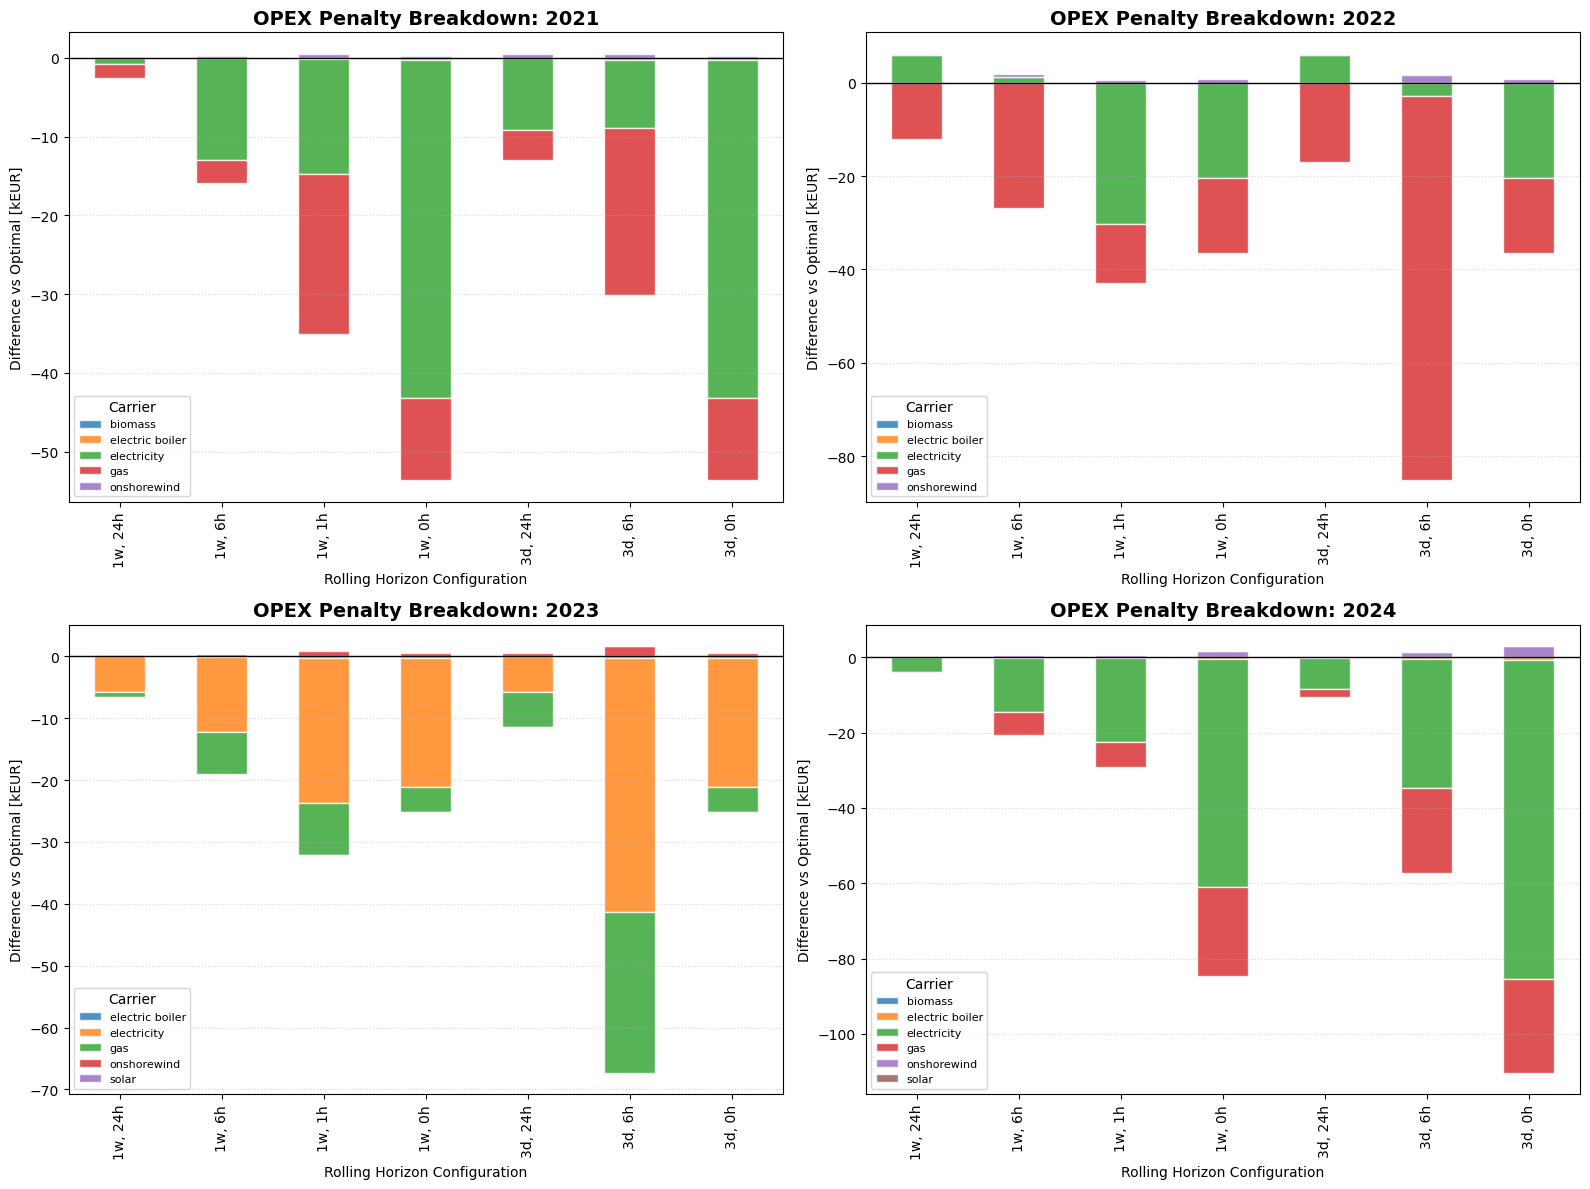 OPEX Penalty Breakdown: 2021
Difference vs Optimal [kEUR]
0
−10
−20
−30
−40
−50
Carrier
biomass
electric boiler
electricity
gas
onshorewind
1w, 24h
1w, 6h
1w, 1h
1w, 0h
3d, 24h
3d, 6h
3d, 0h
Rolling Horizon Configuration
OPEX Penalty Breakdown: 2022
Difference vs Optimal [kEUR]
0
−20
−40
−60
−80
Carrier
biomass
electric boiler
electricity
gas
onshorewind
1w, 24h
1w, 6h
1w, 1h
1w, 0h
3d, 24h
3d, 6h
3d, 0h
Rolling Horizon Configuration
OPEX Penalty Breakdown: 2023
Difference vs Optimal [kEUR]
0
−10
−20
−30
−40
−50
−60
−70
Carrier
electric boiler
electricity
gas
onshorewind
solar
1w, 24h
1w, 6h
1w, 1h
1w, 0h
3d, 24h
3d, 6h
3d, 0h
Rolling Horizon Configuration
OPEX Penalty Breakdown: 2024
Difference vs Optimal [kEUR]
0
−20
−40
−60
−80
−100
Carrier
biomass
electric boiler
electricity
gas
onshorewind
solar
1w, 24h
1w, 6h
1w, 1h
1w, 0h
3d, 24h
3d, 6h
3d, 0h
Rolling Horizon Configuration